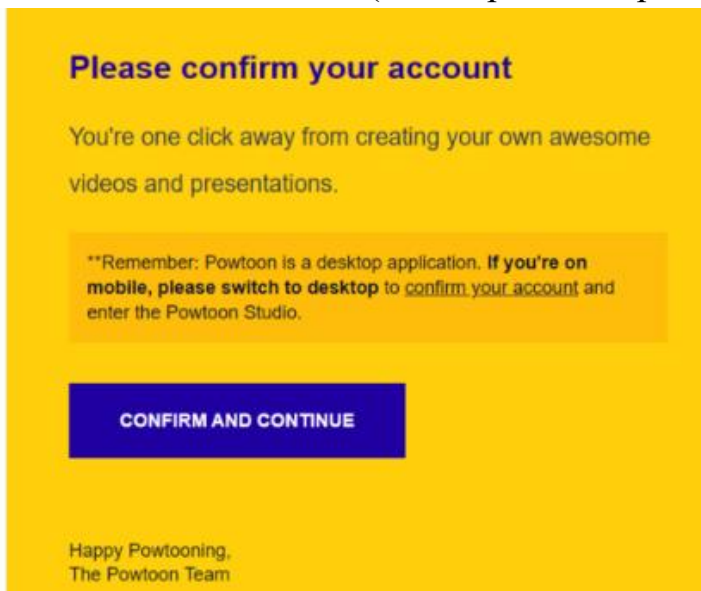 Please confirm your account
You're one click away from creating your own awesome
videos and presentations.
**Remember: Powtoon is a desktop application. If you're on
mobile, please switch to desktop to confirm your account and
enter the Powtoon Studio.
CONFIRM AND CONTINUE
Happy Powtooning,
The Powtoon Team